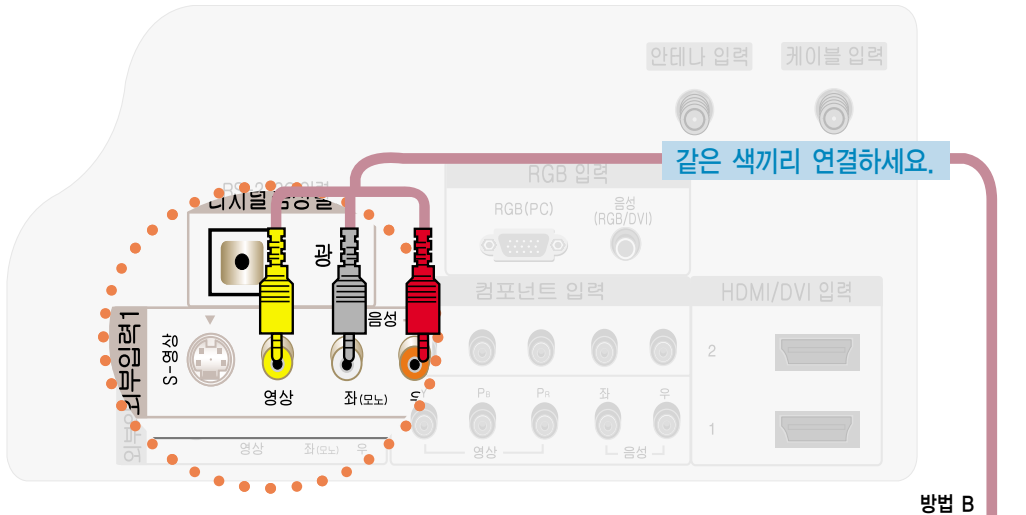 안테나 입력
케이블 입력
같은 색끼리 연결하세요.
RGB 입력
RGB(PC)
음성
(RGB/DVI)
광
컴포넌트 입력
HDMI/DVI 입력
외부입력1
S-영상
음성
2
영상
좌(모노)
우
Y
PB
PR
좌
우
1
영상
음성
영상
좌(모노)
우
방법 B